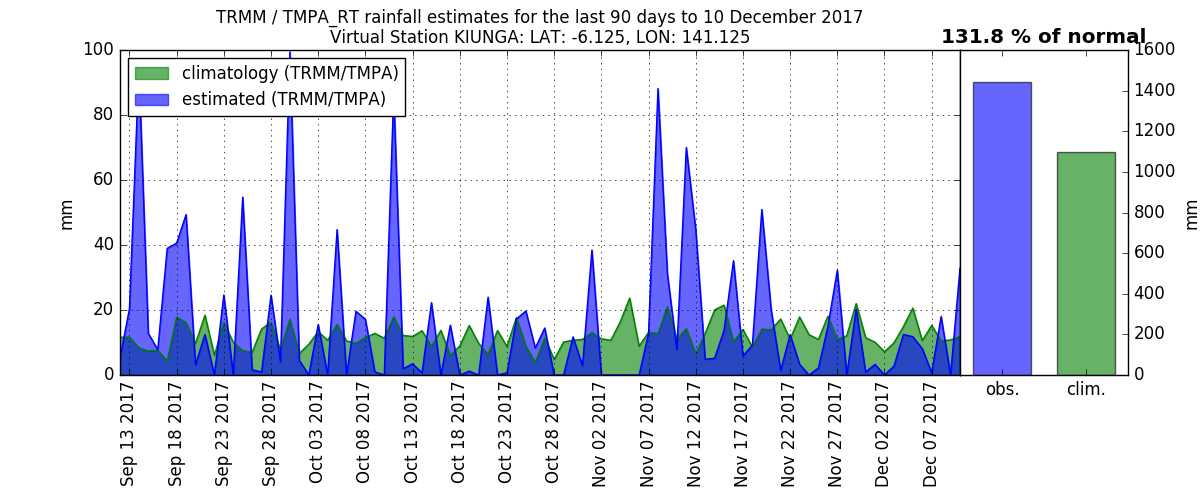 TRMM / TMPA_RT rainfall estimates for the last 90 days to 10 December 2017
Virtual Station KIUNGA: LAT: -6.125, LON: 141.125
131.8 % of normal
climatology (TRMM/TMPA)
estimated (TRMM/TMPA)
100
80
60
40
20
0
mm
1600
1400
1200
1000
800
600
400
200
0
mm
obs.
clim.
Sep 13 2017
Sep 18 2017
Sep 23 2017
Sep 28 2017
Oct 03 2017
Oct 08 2017
Oct 13 2017
Oct 18 2017
Oct 23 2017
Oct 28 2017
Nov 02 2017
Nov 07 2017
Nov 12 2017
Nov 17 2017
Nov 22 2017
Nov 27 2017
Dec 02 2017
Dec 07 2017